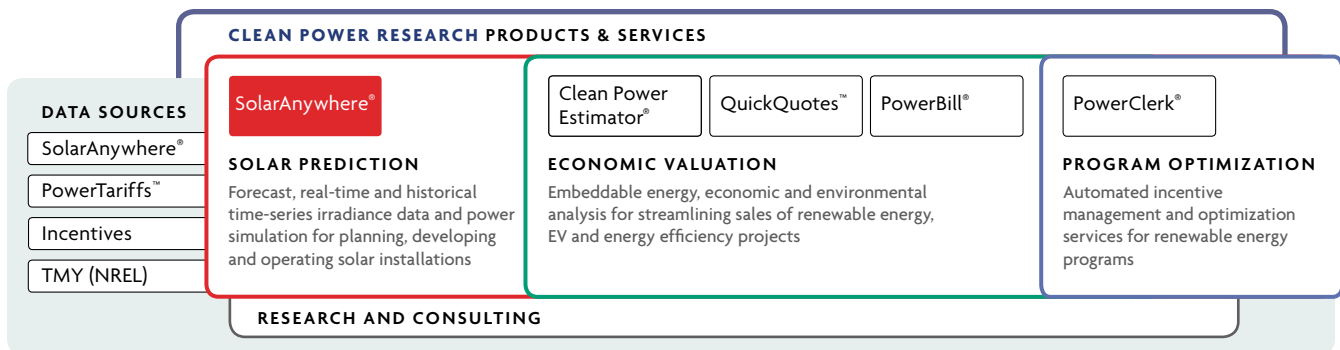 CLEAN POWER RESEARCH PRODUCTS & SERVICES
DATA SOURCES
SolarAnywhere®
PowerTariffs™
Incentives
TMY (NREL)
SolarAnywhere®
SOLAR PREDICTION
Forecast, real-time and historical
time-series irradiance data and power
simulation for planning, developing
and operating solar installations
Clean Power
Estimator®
QuickQuotes™
PowerBill®
ECONOMIC VALUATION
Embeddable energy, economic and environmental
analysis for streamlining sales of renewable energy,
EV and energy efficiency projects
PowerClerk®
PROGRAM OPTIMIZATION
Automated incentive
management and optimization
services for renewable energy
programs
RESEARCH AND CONSULTING